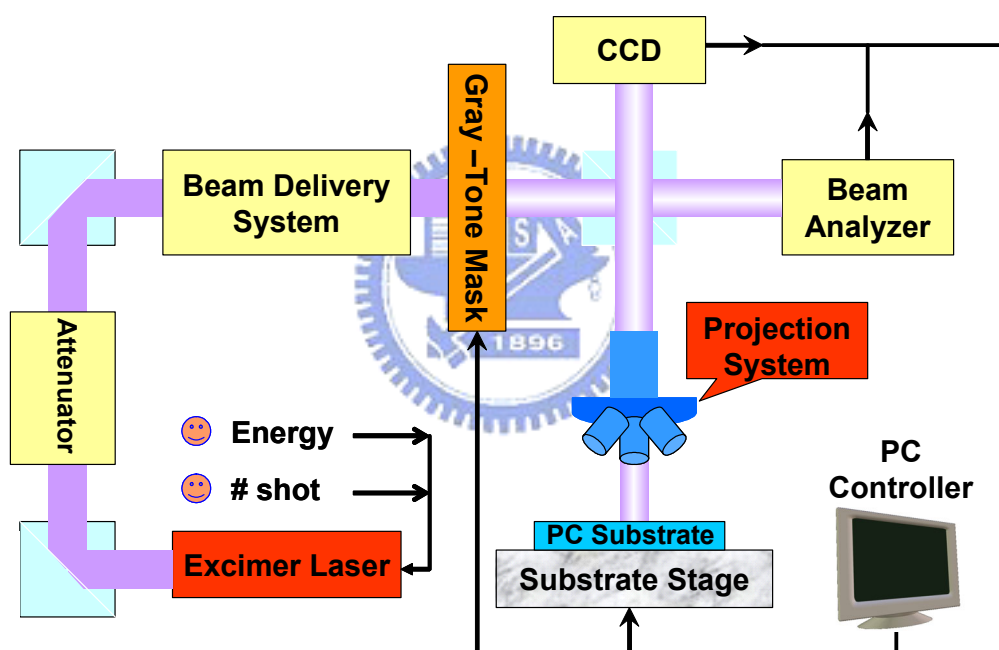 CCD
Gray –Tone Mask
Beam Delivery
System
Beam
Analyzer
Attenuator
Projection
System
Energy
# shot
Excimer Laser
PC Substrate
Substrate Stage
PC
Controller
S A
1896